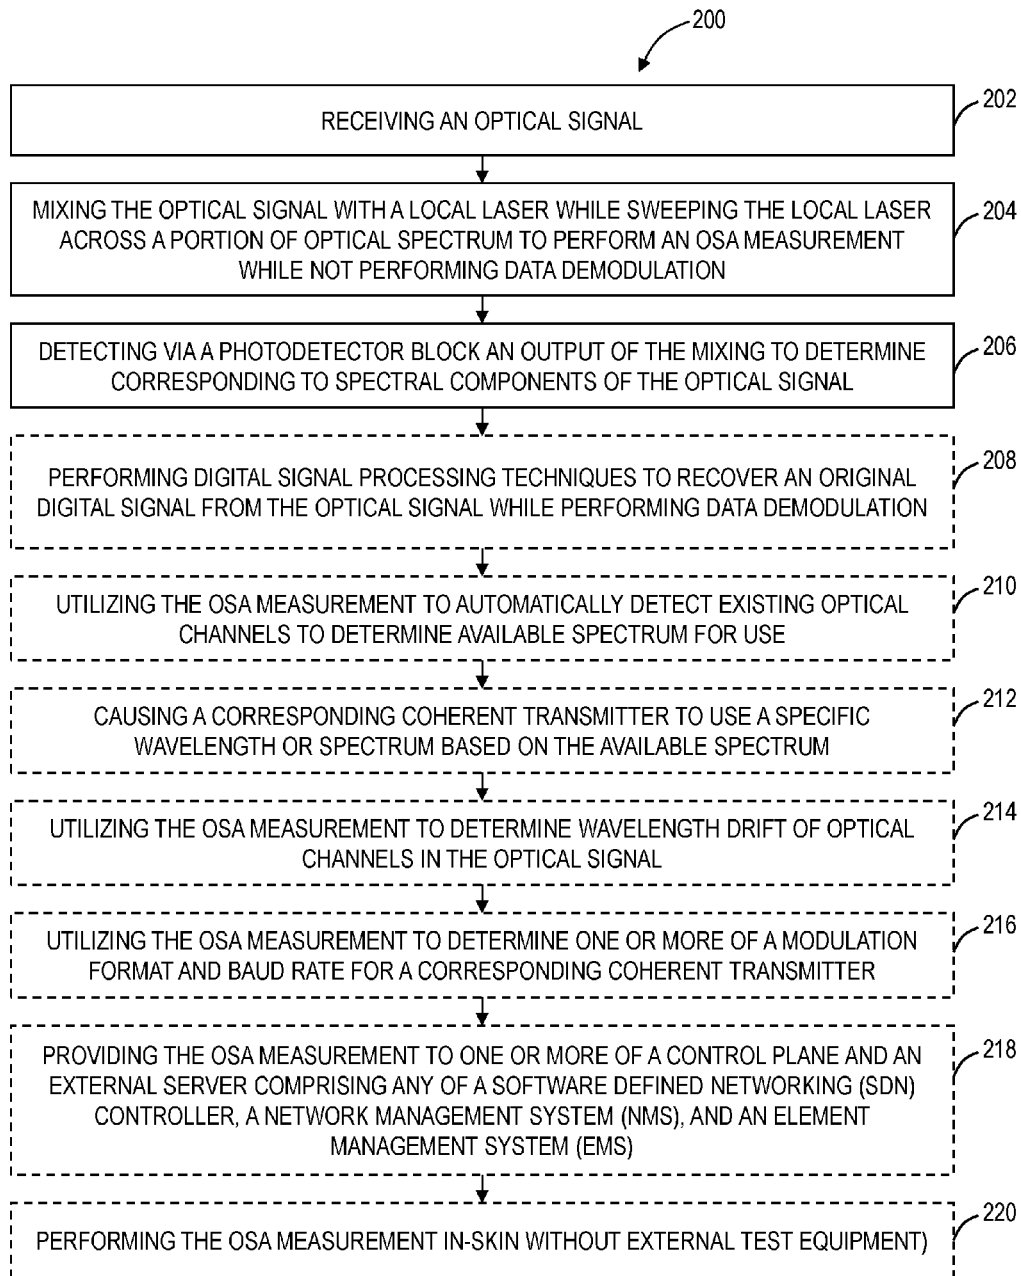 200
RECEIVING AN OPTICAL SIGNAL
202
MIXING THE OPTICAL SIGNAL WITH A LOCAL LASER WHILE SWEEPING THE LOCAL LASER
ACROSS A PORTION OF OPTICAL SPECTRUM TO PERFORM AN OSA MEASUREMENT
WHILE NOT PERFORMING DATA DEMODULATION
204
DETECTING VIA A PHOTODETECTOR BLOCK AN OUTPUT OF THE MIXING TO DETERMINE
CORRESPONDING TO SPECTRAL COMPONENTS OF THE OPTICAL SIGNAL
206
PERFORMING DIGITAL SIGNAL PROCESSING TECHNIQUES TO RECOVER AN ORIGINAL
DIGITAL SIGNAL FROM THE OPTICAL SIGNAL WHILE PERFORMING DATA DEMODULATION
208
UTILIZING THE OSA MEASUREMENT TO AUTOMATICALLY DETECT EXISTING OPTICAL
CHANNELS TO DETERMINE AVAILABLE SPECTRUM FOR USE
210
CAUSING A CORRESPONDING COHERENT TRANSMITTER TO USE A SPECIFIC
WAVELENGTH OR SPECTRUM BASED ON THE AVAILABLE SPECTRUM
212
UTILIZING THE OSA MEASUREMENT TO DETERMINE WAVELENGTH DRIFT OF OPTICAL
CHANNELS IN THE OPTICAL SIGNAL
214
UTILIZING THE OSA MEASUREMENT TO DETERMINE ONE OR MORE OF A MODULATION
FORMAT AND BAUD RATE FOR A CORRESPONDING COHERENT TRANSMITTER
216
PROVIDING THE OSA MEASUREMENT TO ONE OR MORE OF A CONTROL PLANE AND AN
EXTERNAL SERVER COMPRISING ANY OF A SOFTWARE DEFINED NETWORKING (SDN)
CONTROLLER, A NETWORK MANAGEMENT SYSTEM (NMS), AND AN ELEMENT
MANAGEMENT SYSTEM (EMS)
218
PERFORMING THE OSA MEASUREMENT IN-SKIN WITHOUT EXTERNAL TEST EQUIPMENT)
220